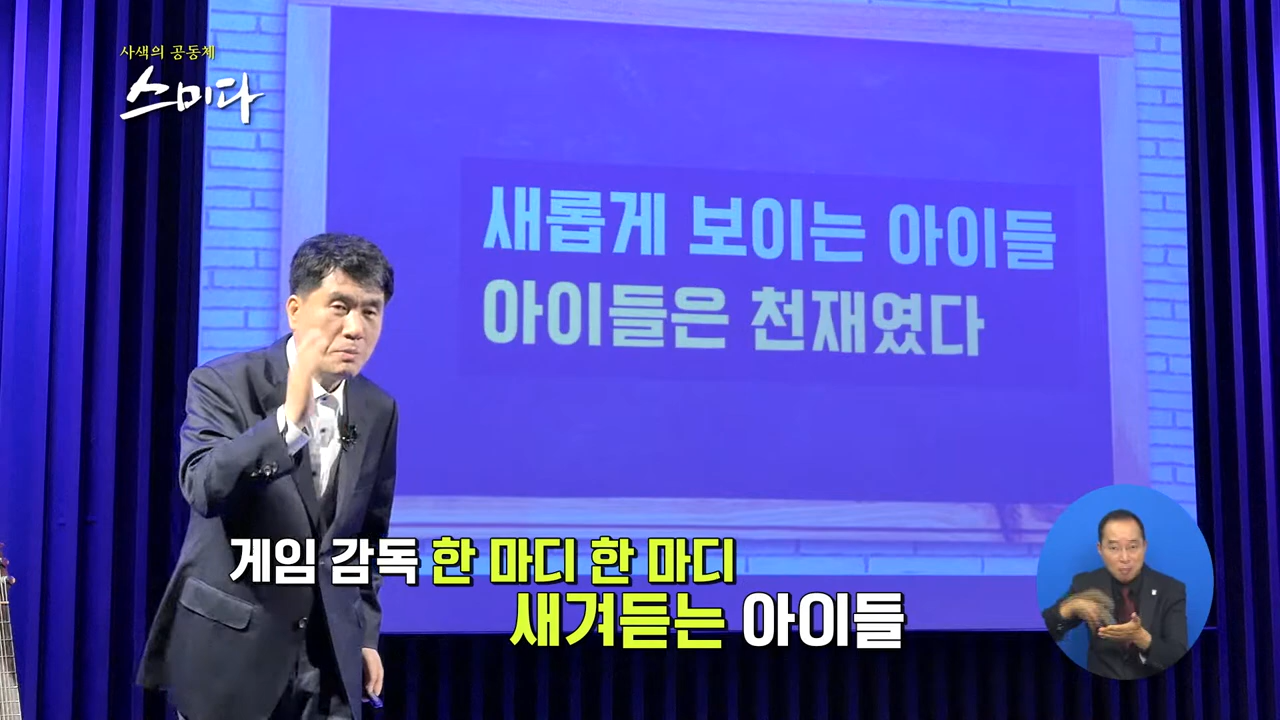 사색의 공동체
스미다
새롭게 보이는 아이들
아이들은 천재였다
게임 감독 한 마디 한 마디
새겨듣는 아이들